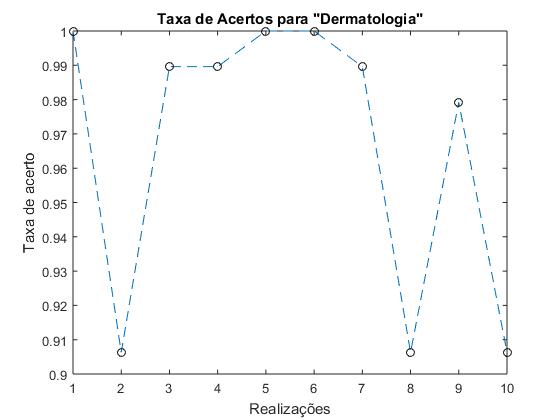 Taxa de Acertos para "Dermatologia"
1
0.99
0.98
0.97
0.96
0.95
0.94
0.93
0.92
0.91
0.9
Taxa de acerto
1 2 3 4 5 6 7 8 9 10
Realizações